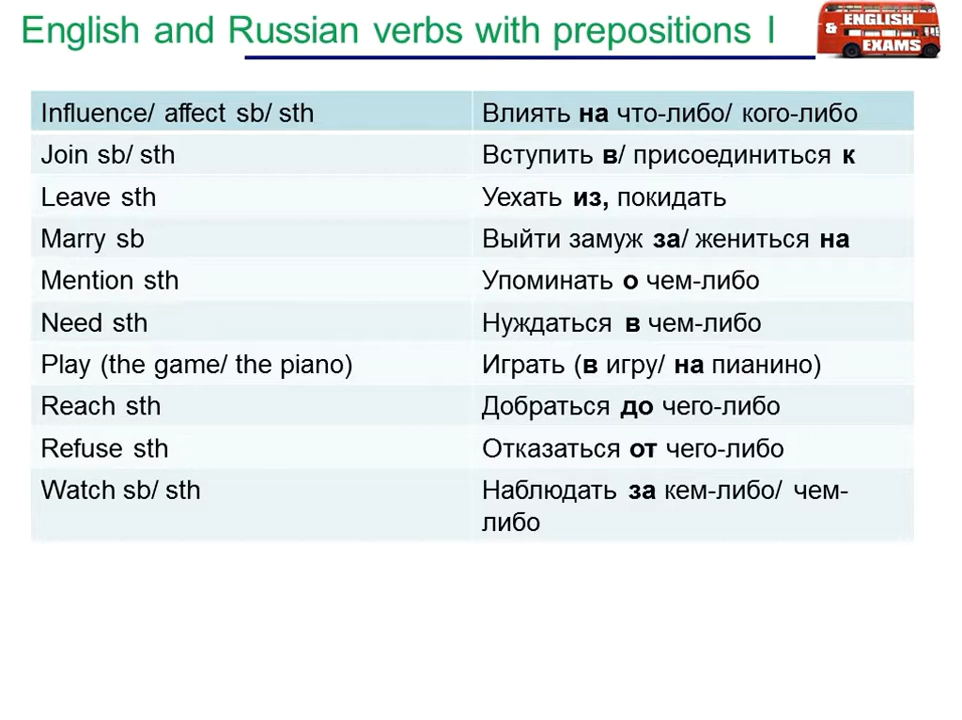 English and Russian verbs with prepositions I
ENGLISH
&
EXAMS
Influence/ affect sb/ sth
Влиять на что-либо/ кого-либо
Join sb/ sth
Вступить в/ присоединиться к
Leave sth
Уехать из, покидать
Marry sb
Выйти замуж за/ жениться на
Mention sth
Упоминать о чем-либо
Need sth
Нуждаться в чем-либо
Play (the game/ the piano)
Играть (в игру/ на пианино)
Reach sth
Добраться до чего-либо
Refuse sth
Отказаться от чего-либо
Watch sb/ sth
Наблюдать за кем-либо/ чем-
либо